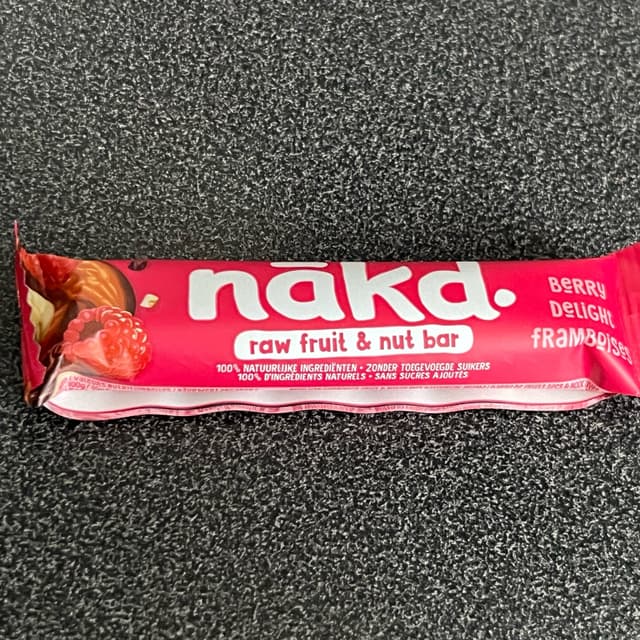 nākd.
raw fruit & nut bar
100% NATUURLIJKE INGREDIËNTEN • ZONDER TOEGEVOEGDE SUIKERS
100% D'INGRÉDIENTS NATURELS • SANS SUCRES AJOUTÉS
BERRY
DELIGHT
FRAMBOISES